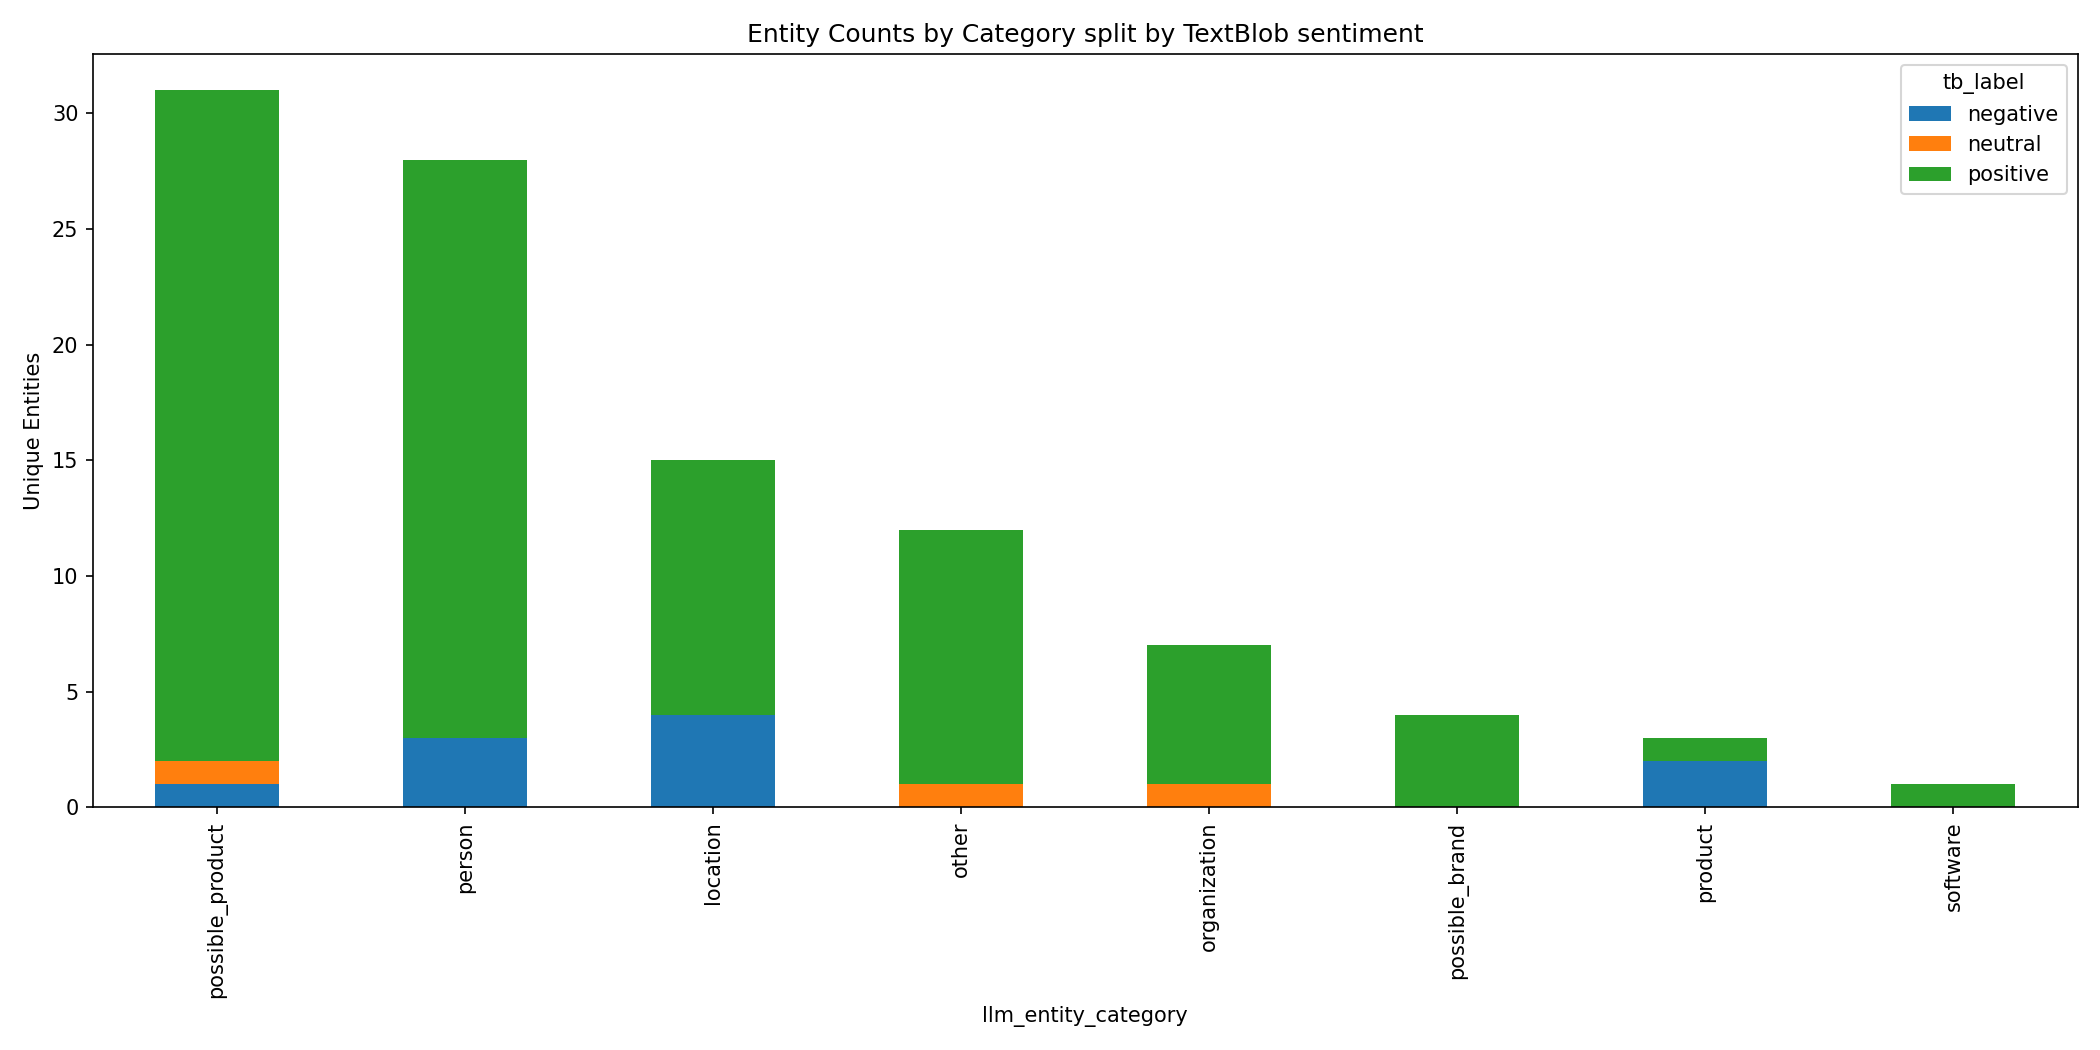 Entity Counts by Category split by TextBlob sentiment
tb_label
negative
neutral
positive
Unique Entities
30
25
20
15
10
5
0
possible_product
person
location
other
organization
possible_brand
product
software
llm_entity_category